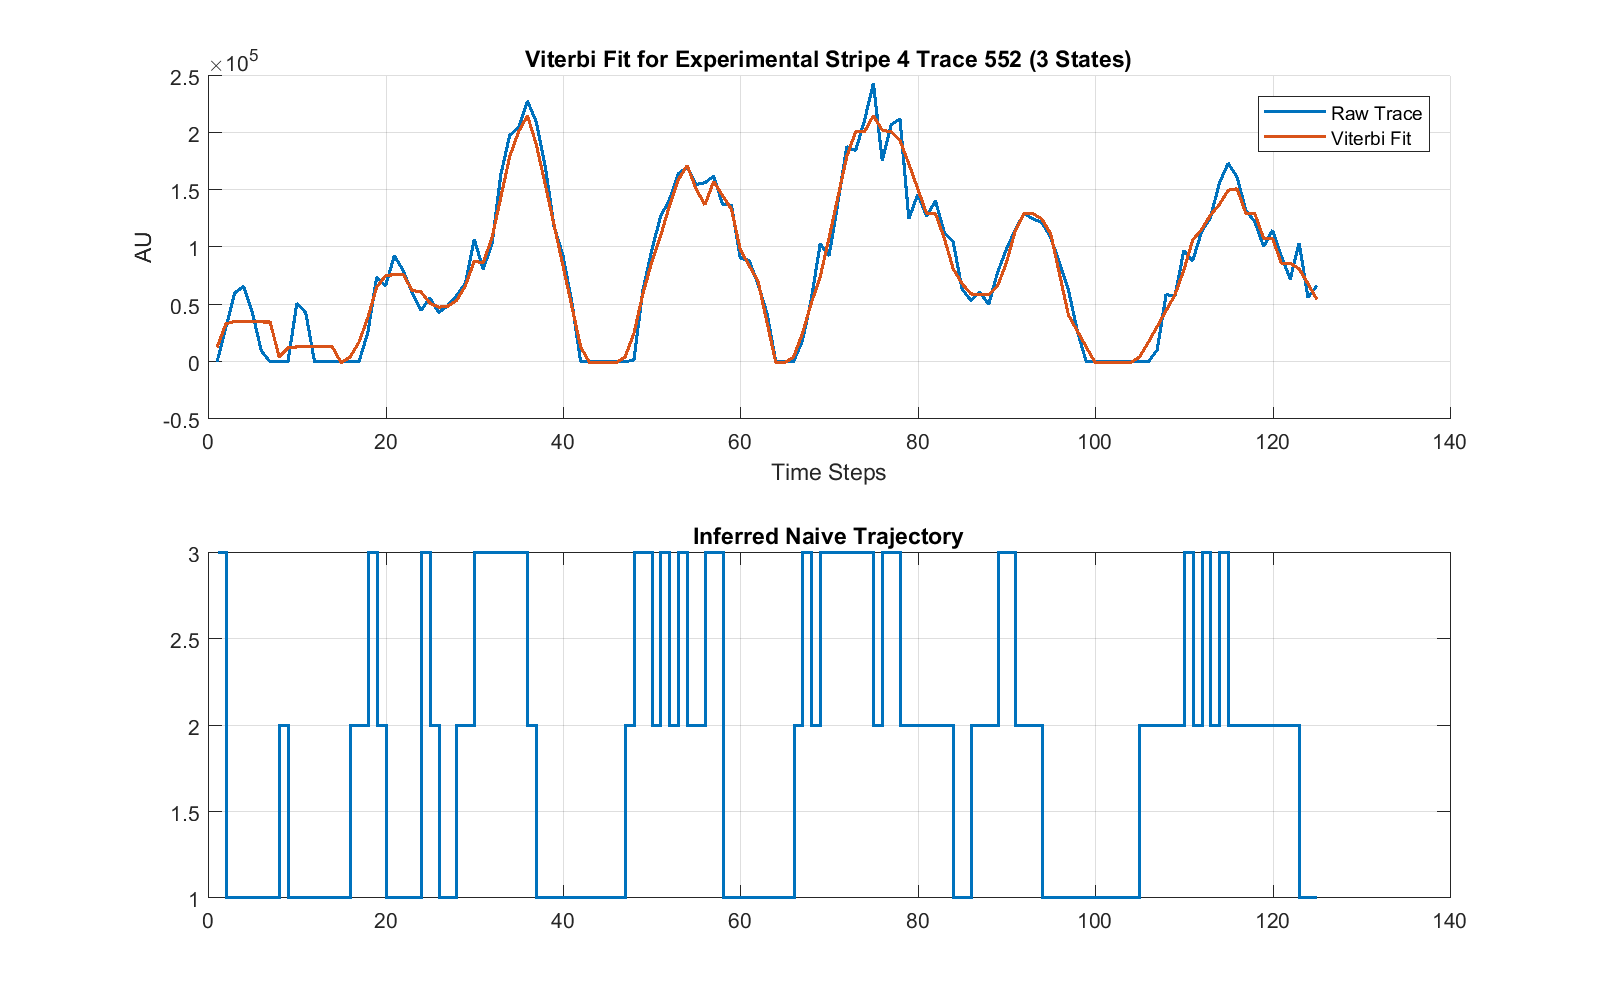 Viterbi Fit for Experimental Stripe 4 Trace 552 (3 States)
×10^5
2.5
2
1.5
1
0.5
0
-0.5
AU
Raw Trace
Viterbi Fit
0 20 40 60 80 100 120 140
Time Steps
Inferred Naive Trajectory
3
2.5
2
1.5
1
0 20 40 60 80 100 120 140